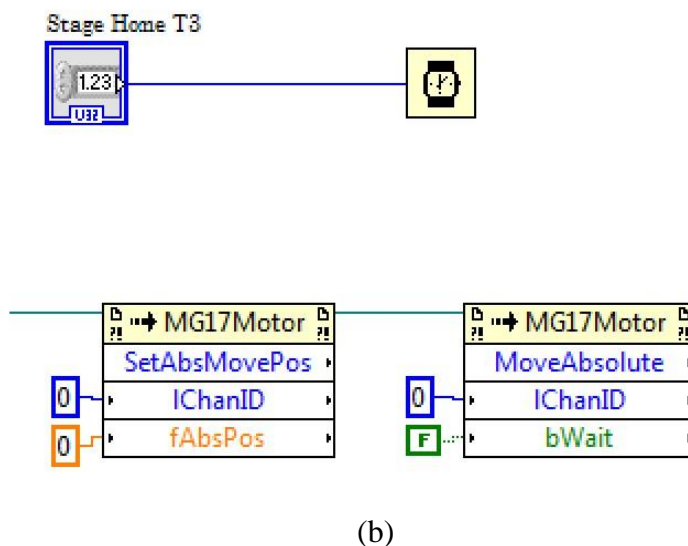 Stage Home T3
1.23
U32
MG17Motor MG17Motor
SetAbsMovePos MoveAbsolute
0 lChanID 0 lChanID
0 fAbsPos F bWait
(b)